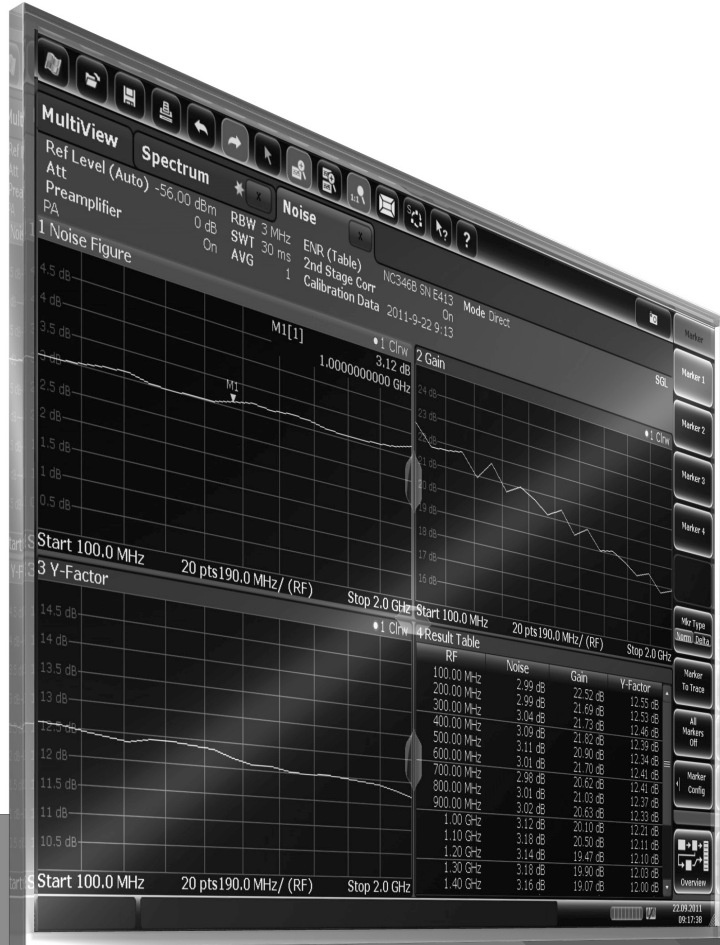 MultiView
Spectrum
Noise
Ref Level (Auto) -56.00 dBm RBW 3 MHz ENR (Table) NC346B SN E413 Mode Direct
Att 0 dB SWT 30 ms 2nd Stage Corr On
Preamplifier On AVG 1 Calibration Data 2011-9-22 9:13
PA
SGL
1 Noise Figure
●1 Clrw
M1[1] 3.12 dB
1.0000000000 GHz
4.5 dB
4 dB
3.5 dB
3 dB
2.5 dB
2 dB
1.5 dB
1 dB
0.5 dB
M1
Start 100.0 MHz 20 pts 190.0 MHz/ (RF) Stop 2.0 GHz
2 Gain
●1 Clrw
24 dB
23 dB
22 dB
21 dB
20 dB
19 dB
18 dB
17 dB
16 dB
Start 100.0 MHz 20 pts 190.0 MHz/ (RF) Stop 2.0 GHz
3 Y-Factor
●1 Clrw
14.5 dB
14 dB
13.5 dB
13 dB
12.5 dB
12 dB
11.5 dB
11 dB
10.5 dB
Start 100.0 MHz 20 pts 190.0 MHz/ (RF) Stop 2.0 GHz
4 Result Table
RF Noise Gain Y-Factor
100.00 MHz 2.99 dB 22.52 dB 12.55 dB
200.00 MHz 2.99 dB 21.69 dB 12.53 dB
300.00 MHz 3.04 dB 21.73 dB 12.46 dB
400.00 MHz 3.09 dB 21.82 dB 12.39 dB
500.00 MHz 3.11 dB 20.90 dB 12.34 dB
600.00 MHz 3.01 dB 21.70 dB 12.41 dB
700.00 MHz 2.98 dB 20.62 dB 12.41 dB
800.00 MHz 3.01 dB 21.03 dB 12.37 dB
900.00 MHz 3.02 dB 20.63 dB 12.33 dB
1.00 GHz 3.12 dB 20.10 dB 12.21 dB
1.10 GHz 3.18 dB 20.50 dB 12.11 dB
1.20 GHz 3.14 dB 19.47 dB 12.10 dB
1.30 GHz 3.18 dB 19.90 dB 12.03 dB
1.40 GHz 3.16 dB 19.07 dB 12.00 dB
Marker
Marker 1
Marker 2
Marker 3
Marker 4
Mkr Type
Norm Delta
Marker
To Trace
All
Markers
Off
Marker
Config
Overview
22.09.2011
09:17:38